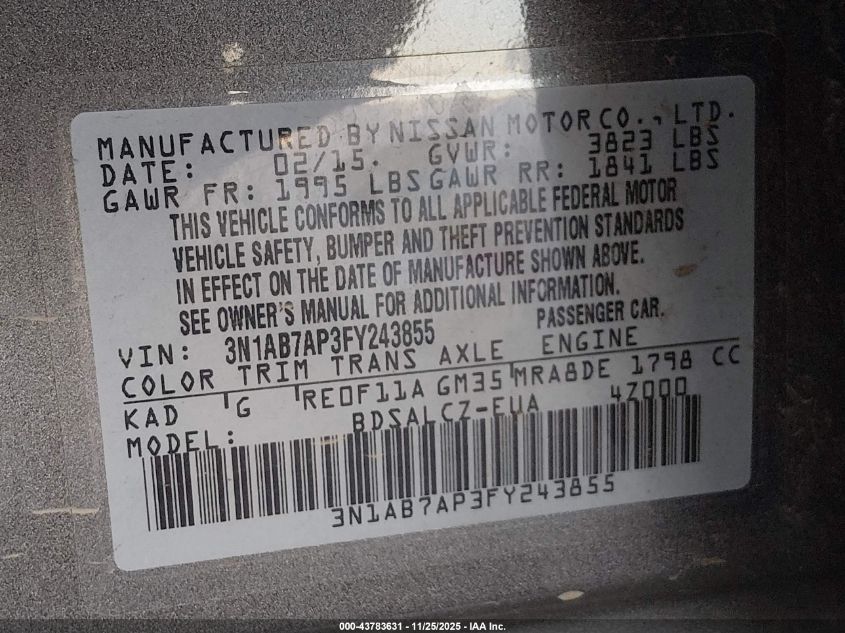 MANUFACTURED BY NISSAN MOTOR CO., LTD.
DATE: 02/15. GVWR: 3823 LBS
GAWR FR: 1995 LBS GAWR RR: 1841 LBS
THIS VEHICLE CONFORMS TO ALL APPLICABLE FEDERAL MOTOR
VEHICLE SAFETY, BUMPER AND THEFT PREVENTION STANDARDS
IN EFFECT ON THE DATE OF MANUFACTURE SHOWN ABOVE.
SEE OWNER'S MANUAL FOR ADDITIONAL INFORMATION.
VIN: 3N1AB7AP3FY243855 PASSENGER CAR.
COLOR TRIM TRANS AXLE ENGINE
KAD G RE0F11A GM35 MRA8DE 1798 CC
MODEL: BDSALCZ-EUA 4Z000
3N1AB7AP3FY243855
000-43783631 - 11/25/2025 - IAA Inc.